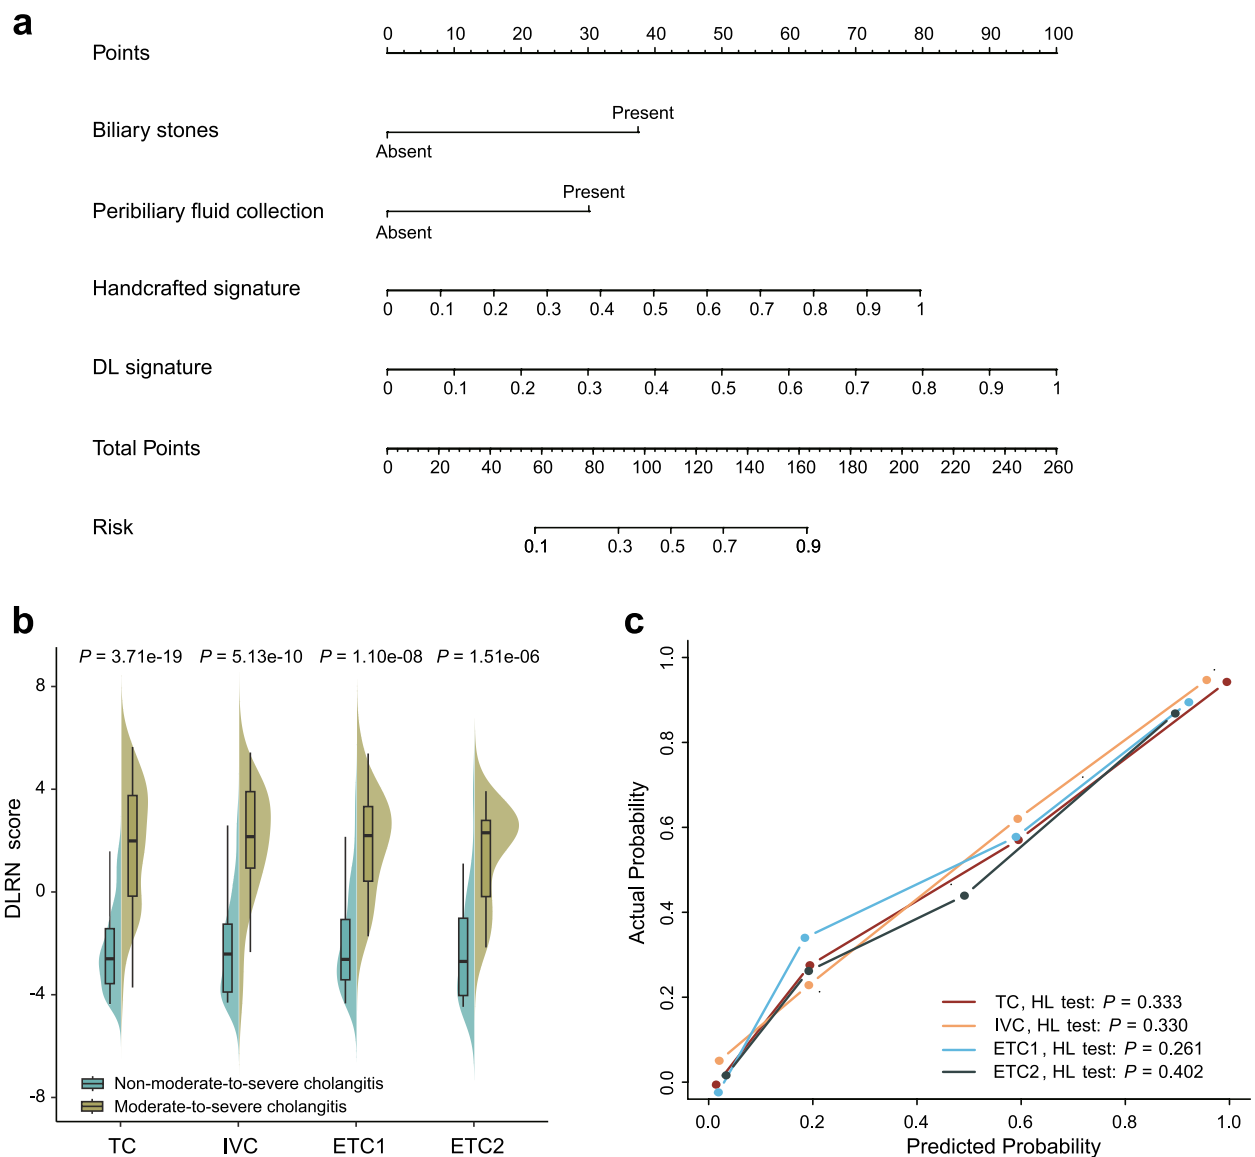 a
Points
0 10 20 30 40 50 60 70 80 90 100
Biliary stones
Present
Absent
Peribiliary fluid collection
Present
Absent
Handcrafted signature
0 0.1 0.2 0.3 0.4 0.5 0.6 0.7 0.8 0.9 1
DL signature
0 0.1 0.2 0.3 0.4 0.5 0.6 0.7 0.8 0.9 1
Total Points
0 20 40 60 80 100 120 140 160 180 200 220 240 260
Risk
0.1 0.3 0.5 0.7 0.9
b
P = 3.71e-19 P = 5.13e-10 P = 1.10e-08 P = 1.51e-06
DLRN score
8
4
0
-4
-8
Non-moderate-to-severe cholangitis
Moderate-to-severe cholangitis
TC IVC ETC1 ETC2
c
Actual Probability
1.0
0.8
0.6
0.4
0.2
0.0
TC, HL test: P = 0.333
IVC, HL test: P = 0.330
ETC1, HL test: P = 0.261
ETC2, HL test: P = 0.402
0.0 0.2 0.4 0.6 0.8 1.0
Predicted Probability